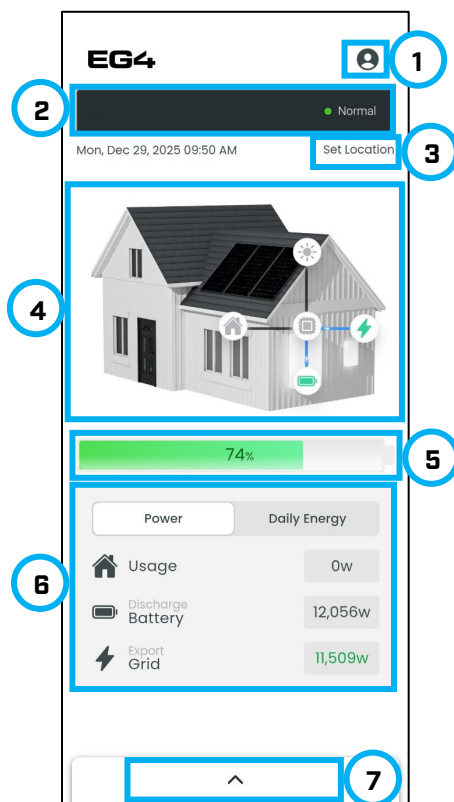 EG4
1
2
Normal
Mon, Dec 29, 2025 09:50 AM
Set Location
3
4
74%
5
Power
Daily Energy
6
Usage
0w
Discharge
Battery
12,056w
Export
Grid
11,509w
7